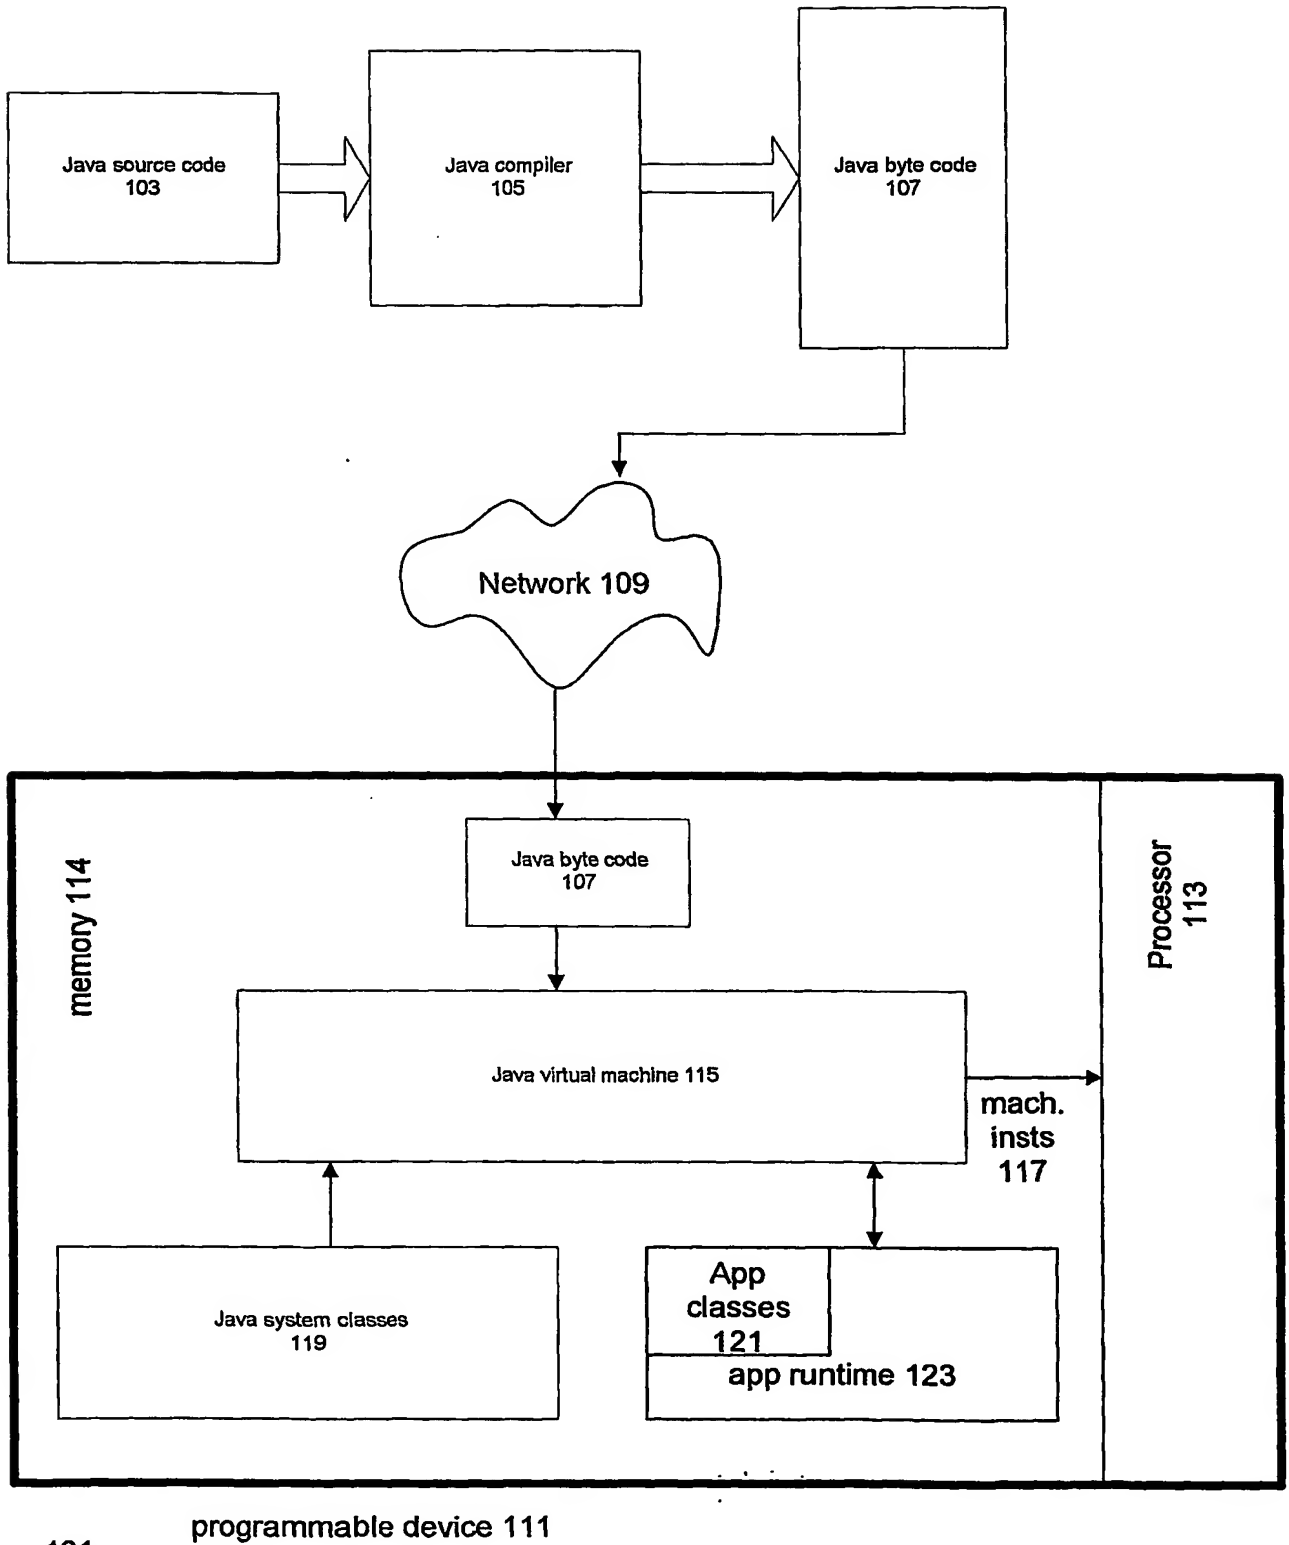 Java source code
103
Java compiler
105
Java byte code
107
Network 109
memory 114
Java byte code
107
Processor
113
Java virtual machine 115
mach.
insts
117
Java system classes
119
App
classes
121
app runtime 123
programmable device 111